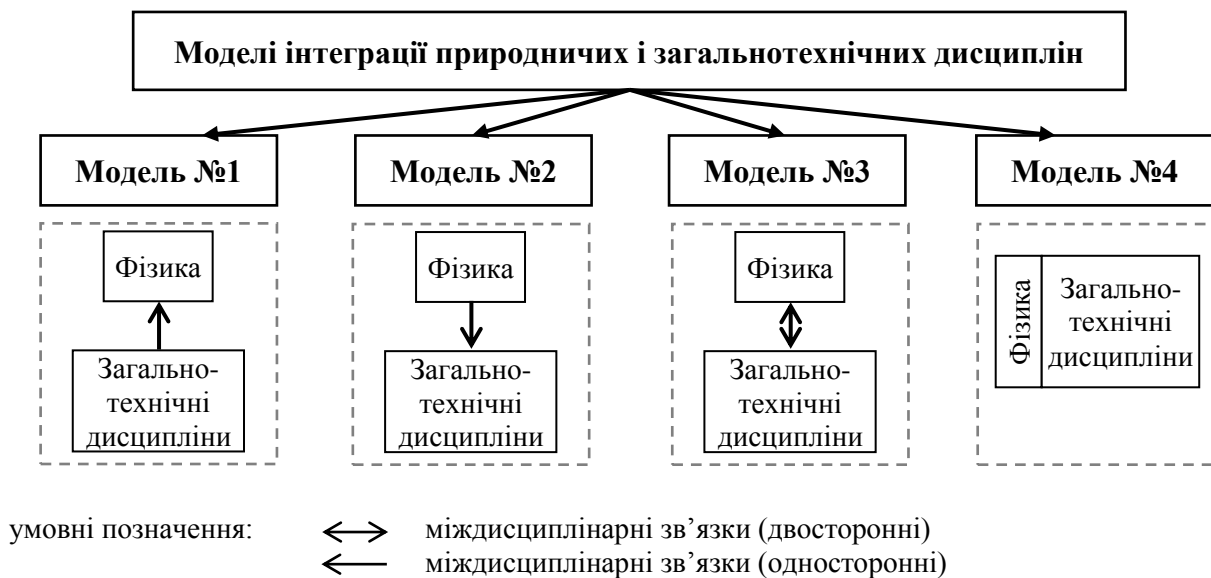 Моделі інтеграції природничих і загальнотехнічних дисциплін
Модель №1
Модель №2
Модель №3
Модель №4
Фізика
Загально-
технічні
дисципліни
Фізика
Загально-
технічні
дисципліни
Фізика
Загально-
технічні
дисципліни
Фізика
Загально-
технічні
дисципліни
умовні позначення:
міждисциплінарні зв’язки (двосторонні)
міждисциплінарні зв’язки (односторонні)